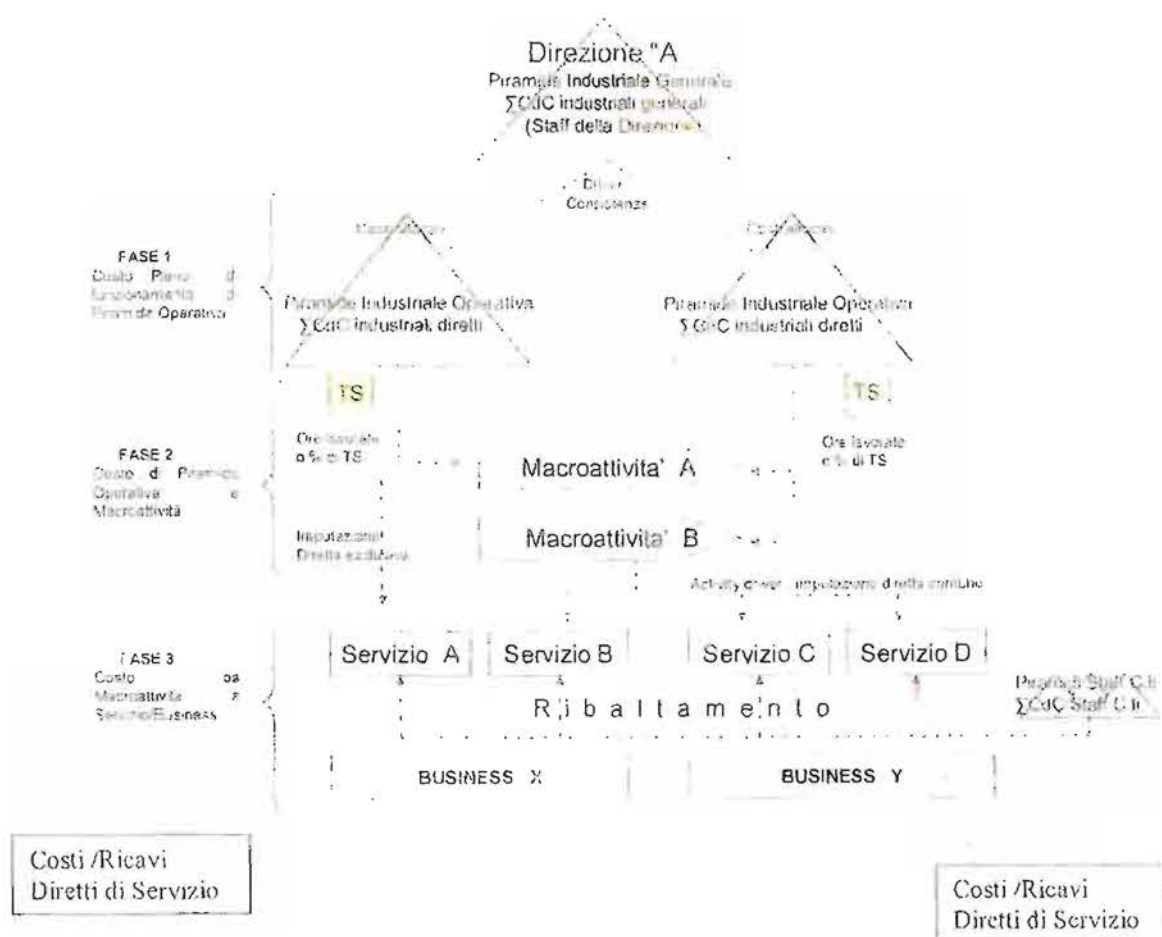 Direzione "A
Piramide Industriale Generale
∑CdC industriali generali
(Staff della Direzione)
Driver
Consistenze
FASE 1
Costo Pieno di
funzionamento di
Piramide Operativa
Piramide Industriale Operativa
∑CdC industriali diretti
Piramide Industriale Operativa
∑CdC industriali diretti
TS
TS
Ore lavorate
o % di TS
Ore lavorate
o % di TS
FASE 2
Costo di Piramide
Operativa a
Macroattività
Macroattivita' A
Macroattivita' B
Imputazione
Diretta esclusiva
Activity driver imputazione diretta comune
FASE 3
Costo da
Macroattività a
Servizio/Business
Servizio A
Servizio B
Servizio C
Servizio D
Piramidi Staff C.li
∑CdC Staff C.li
Ribaltamento
BUSINESS X
BUSINESS Y
Costi /Ricavi
Diretti di Servizio
Costi /Ricavi
Diretti di Servizio